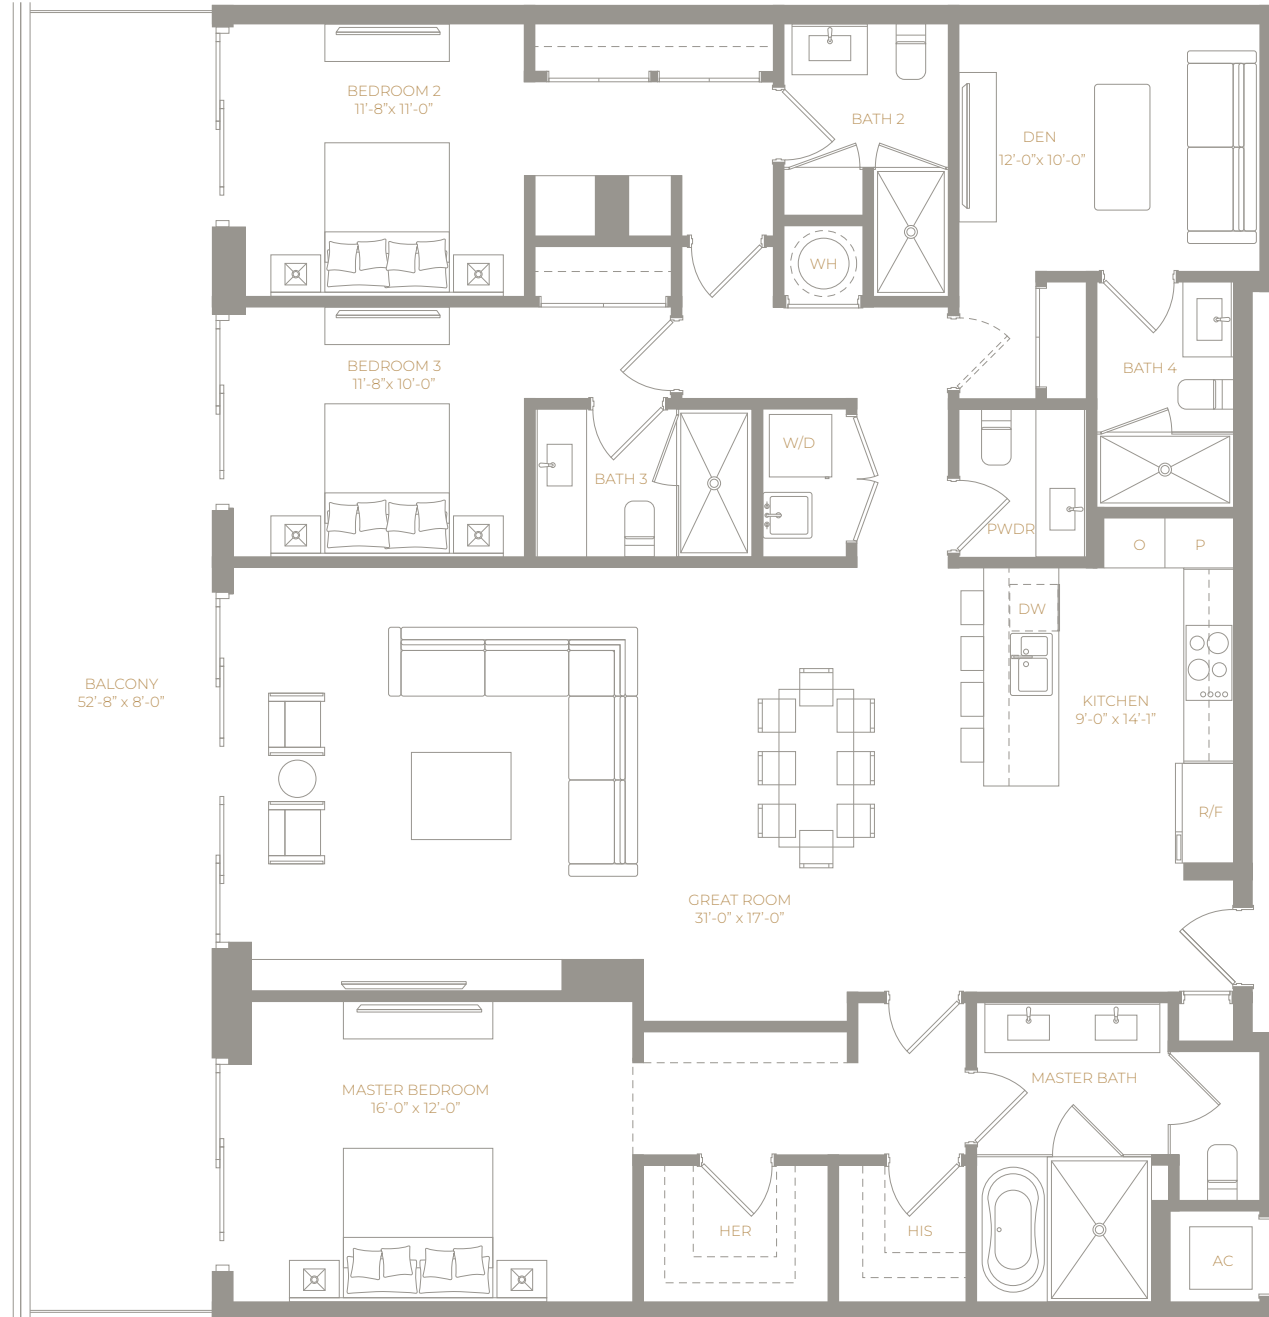 BEDROOM 2
11’-8”x 11’-0”
BATH 2
DEN
12’-0”x 10’-0”
WH
BEDROOM 3
11’-8”x 10’-0”
BATH 4
W/D
BATH 3
PWDR
O
P
DW
BALCONY
52’-8” x 8’-0”
KITCHEN
9’-0” x 14’-1”
R/F
GREAT ROOM
31’-0” x 17’-0”
MASTER BEDROOM
16’-0” x 12’-0”
MASTER BATH
HER
HIS
AC